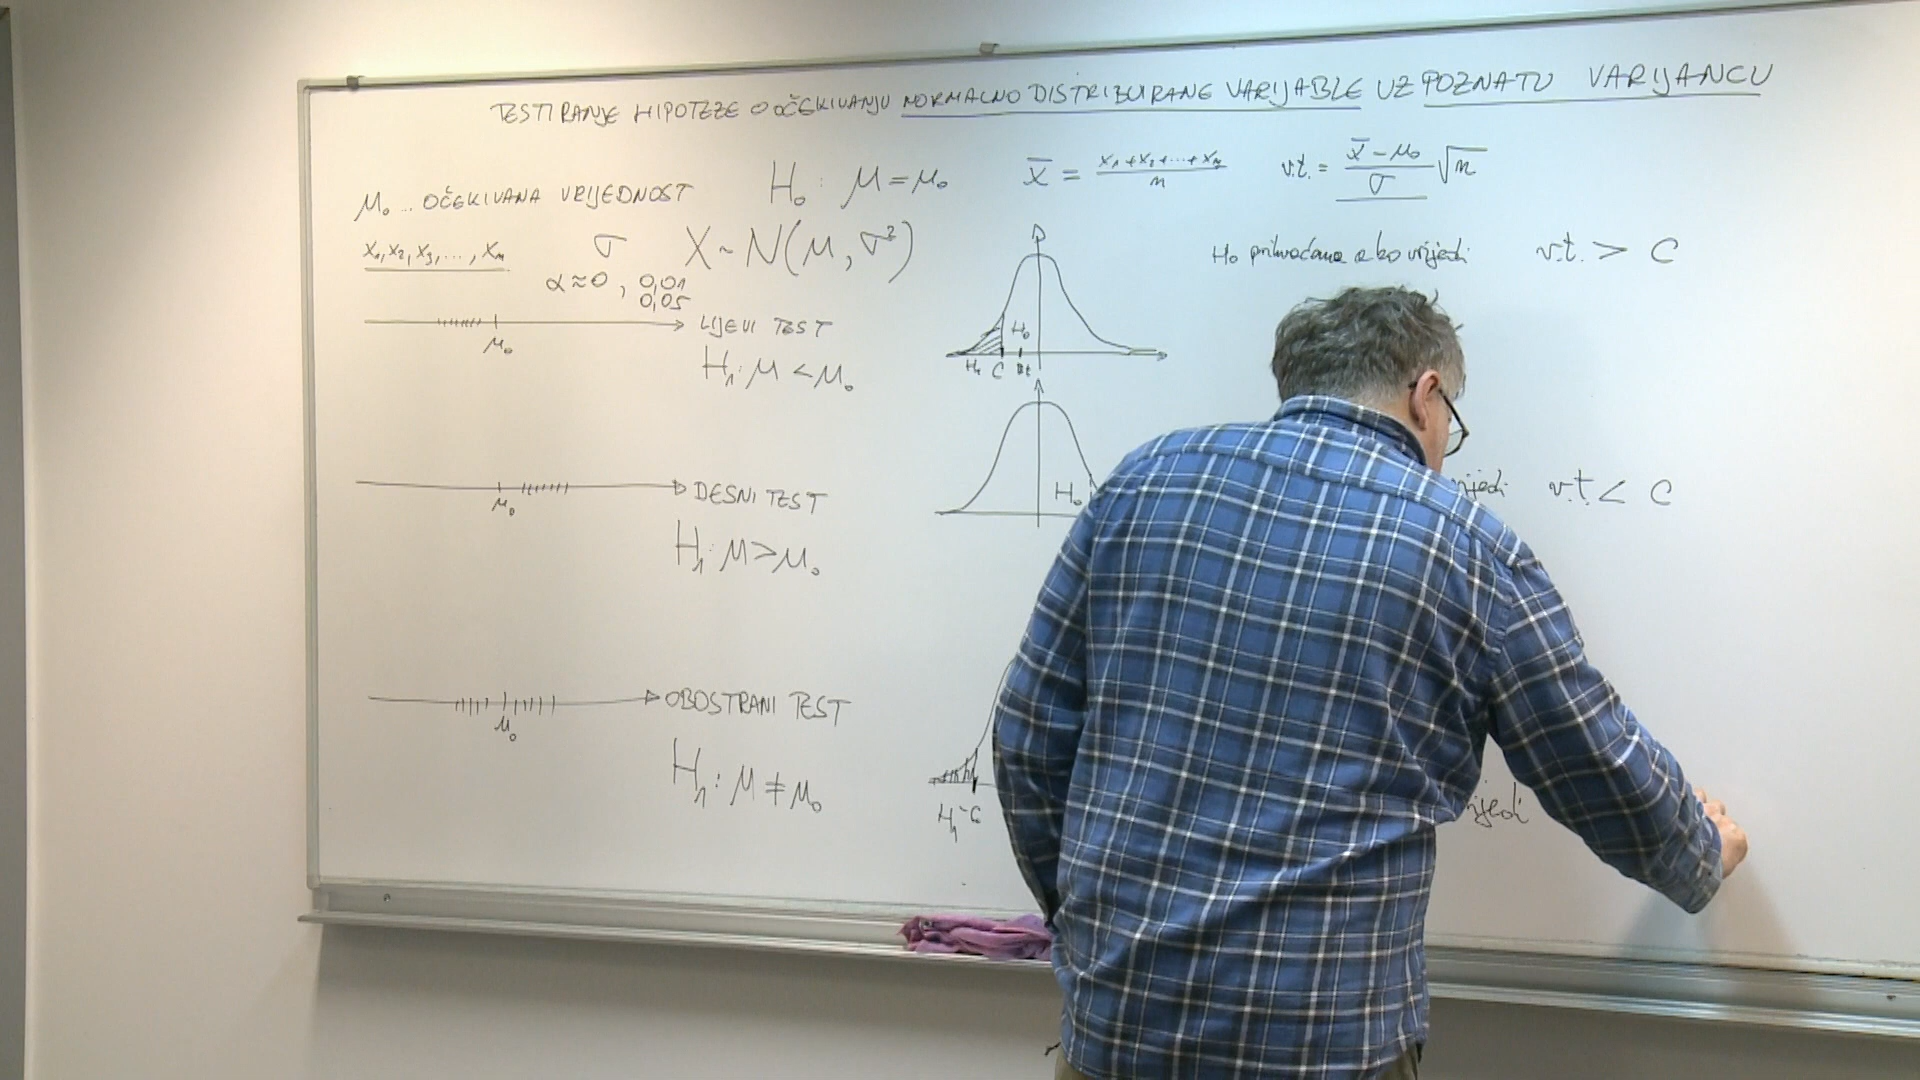 TESTIRANJE HIPOTEZE O OČEKIVANJU NORMALNO DISTRIBUIRANE VARIJABLE UZ POZNATU VARIJANCU
H₀: μ = μ₀
x̄ = (x₁+x₂+...+xₙ)/n
v.t. = (x̄ - μ₀)/σ √n
μ₀ ... OČEKIVANA VRIJEDNOST
x₁, x₂, x₃, ..., xₙ
σ
X ~ N(μ, σ²)
α ≈ 0, 0,01
0,05
H₀ prihvaćamo ako vrijedi v.t. > C
μ₀
LIJEVI TEST
H₁: μ < μ₀
H₀
H₁ C v.t
μ₀
DESNI TEST
H₁: μ > μ₀
H₀
v.t. < C
μ₀
OBOSTRANI TEST
H₁: μ ≠ μ₀
H₁ -C